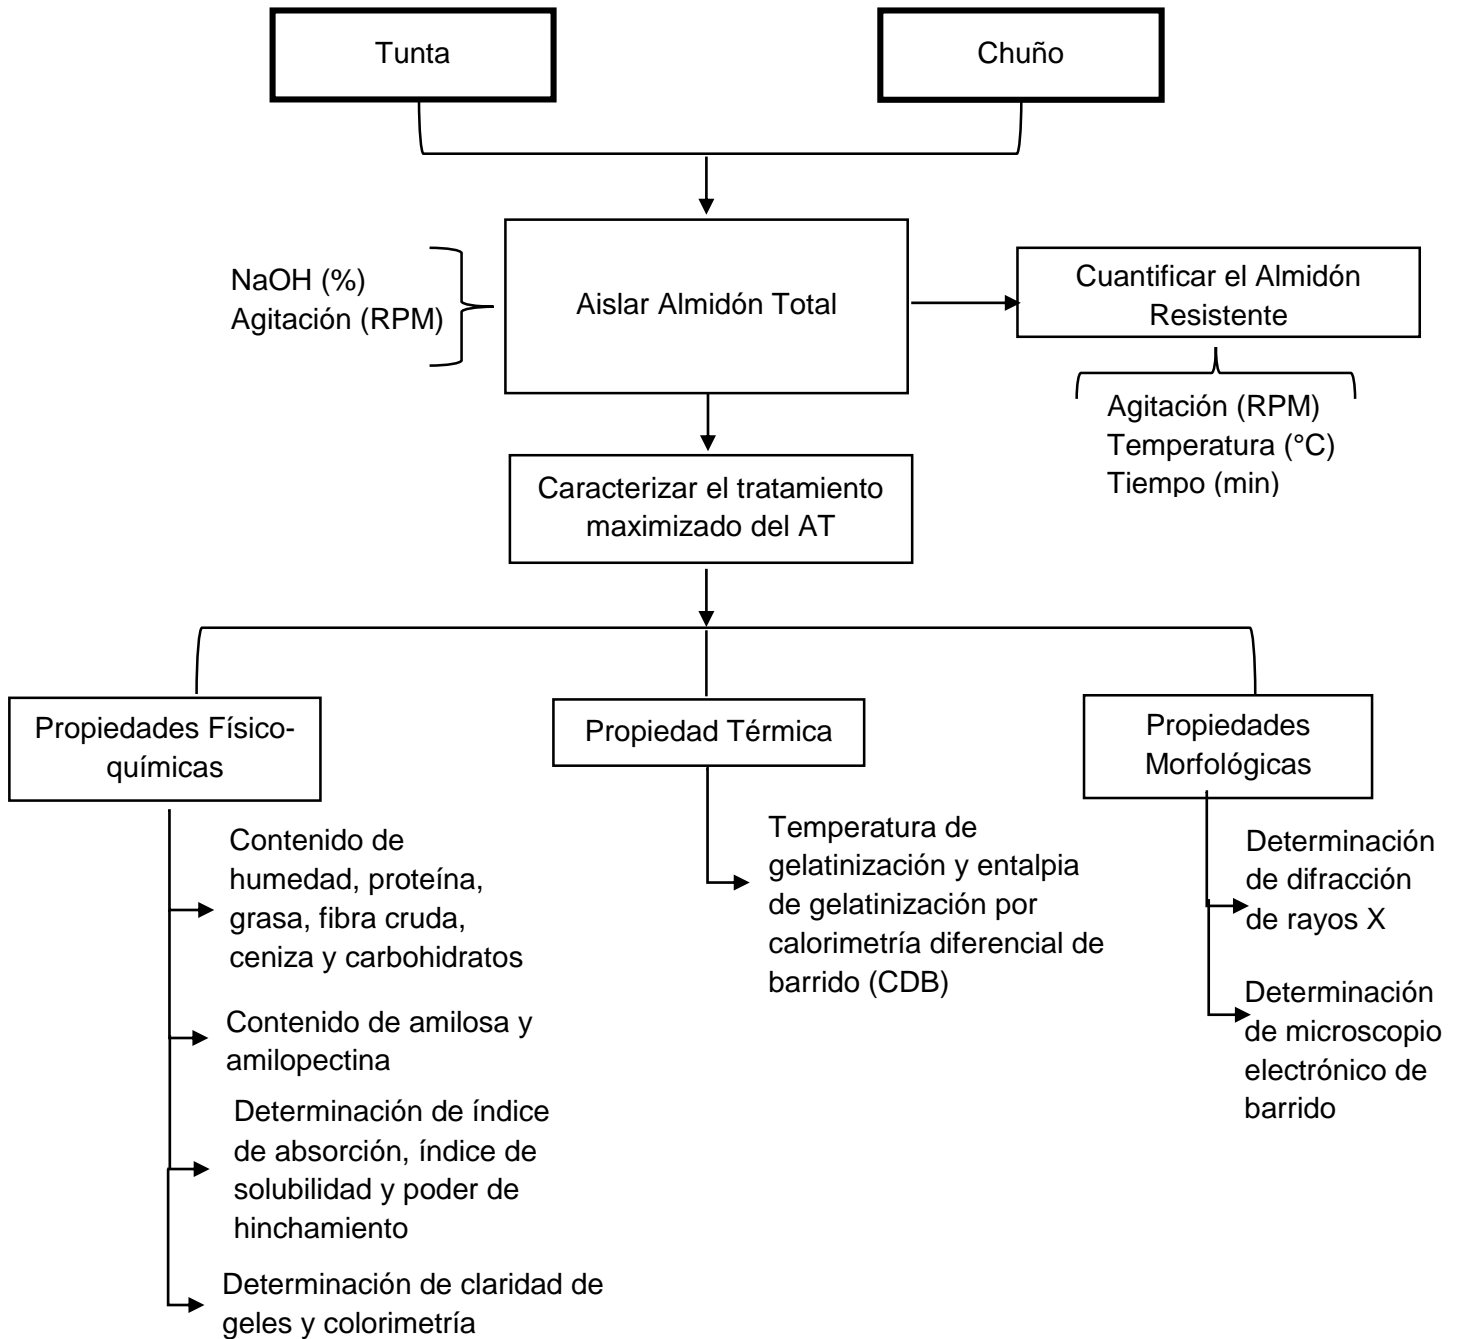 Tunta
Chuño
NaOH (%)
Agitación (RPM)
Aislar Almidón Total
Cuantificar el Almidón
Resistente
Agitación (RPM)
Temperatura (°C)
Tiempo (min)
Caracterizar el tratamiento
maximizado del AT
Propiedades Físico-
químicas
Propiedad Térmica
Propiedades
Morfológicas
Contenido de
humedad, proteína,
grasa, fibra cruda,
ceniza y carbohidratos
Contenido de amilosa y
amilopectina
Determinación de índice
de absorción, índice de
solubilidad y poder de
hinchamiento
Determinación de claridad de
geles y colorimetría
Temperatura de
gelatinización y entalpia
de gelatinización por
calorimetría diferencial de
barrido (CDB)
Determinación
de difracción
de rayos X
Determinación
de microscopio
electrónico de
barrido